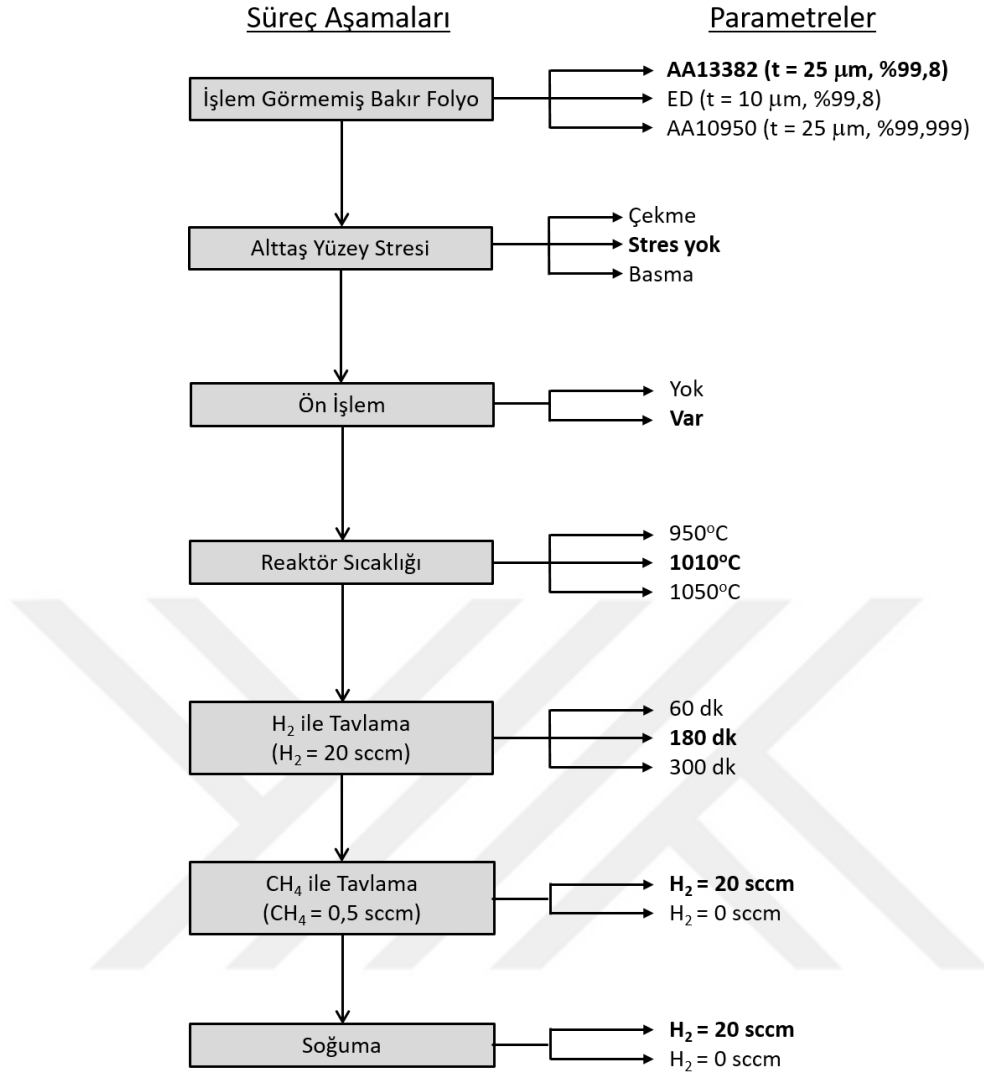 Süreç Aşamaları
Parametreler
İşlem Görmemiş Bakır Folyo
AA13382 (t = 25 μm, %99,8)
ED (t = 10 μm, %99,8)
AA10950 (t = 25 μm, %99,999)
Alttaş Yüzey Stresi
Çekme
Stres yok
Basma
Ön İşlem
Yok
Var
Reaktör Sıcaklığı
950°C
1010°C
1050°C
H₂ ile Tavlama
(H₂ = 20 sccm)
60 dk
180 dk
300 dk
CH₄ ile Tavlama
(CH₄ = 0,5 sccm)
H₂ = 20 sccm
H₂ = 0 sccm
Soğuma
H₂ = 20 sccm
H₂ = 0 sccm